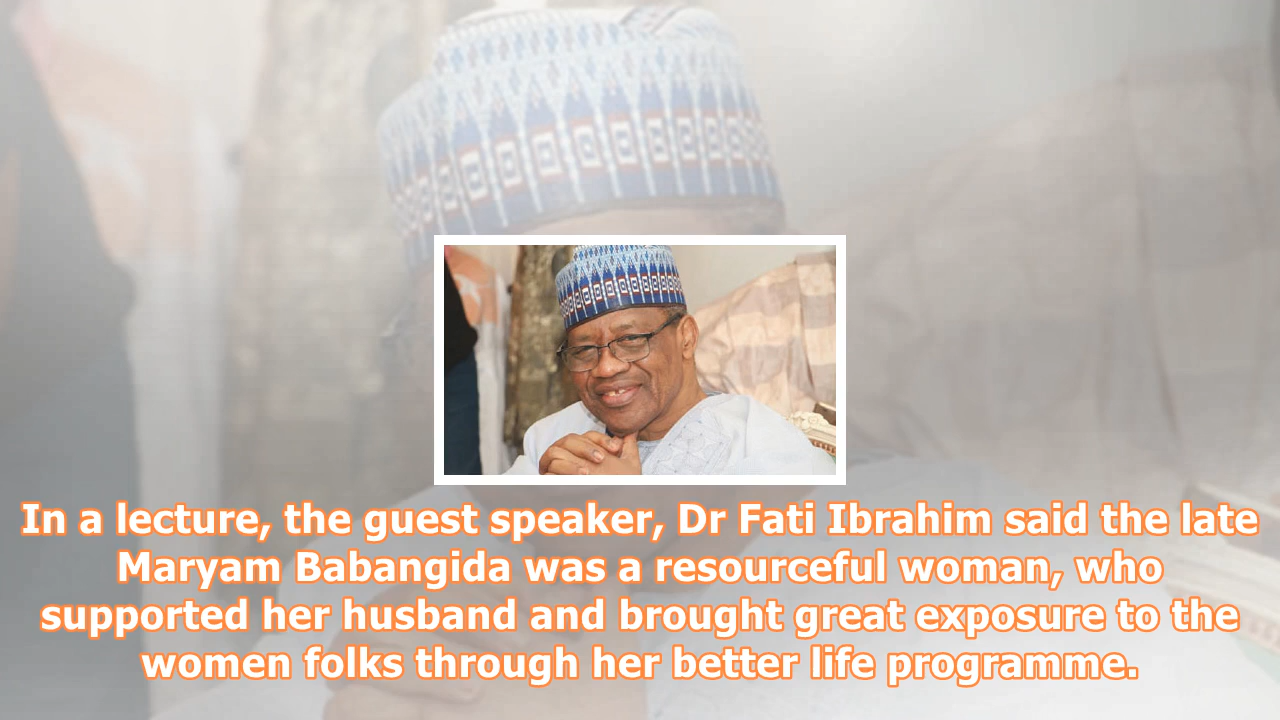 In a lecture, the guest speaker, Dr Fati Ibrahim said the late
Maryam Babangida was a resourceful woman, who
supported her husband and brought great exposure to the
women folks through her better life programme.